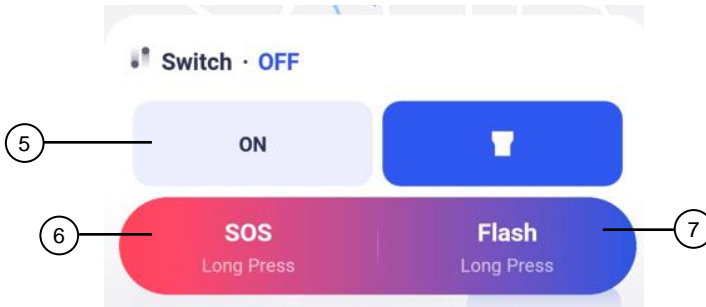 Switch · OFF
5
ON
6
SOS
Flash
7
Long Press
Long Press